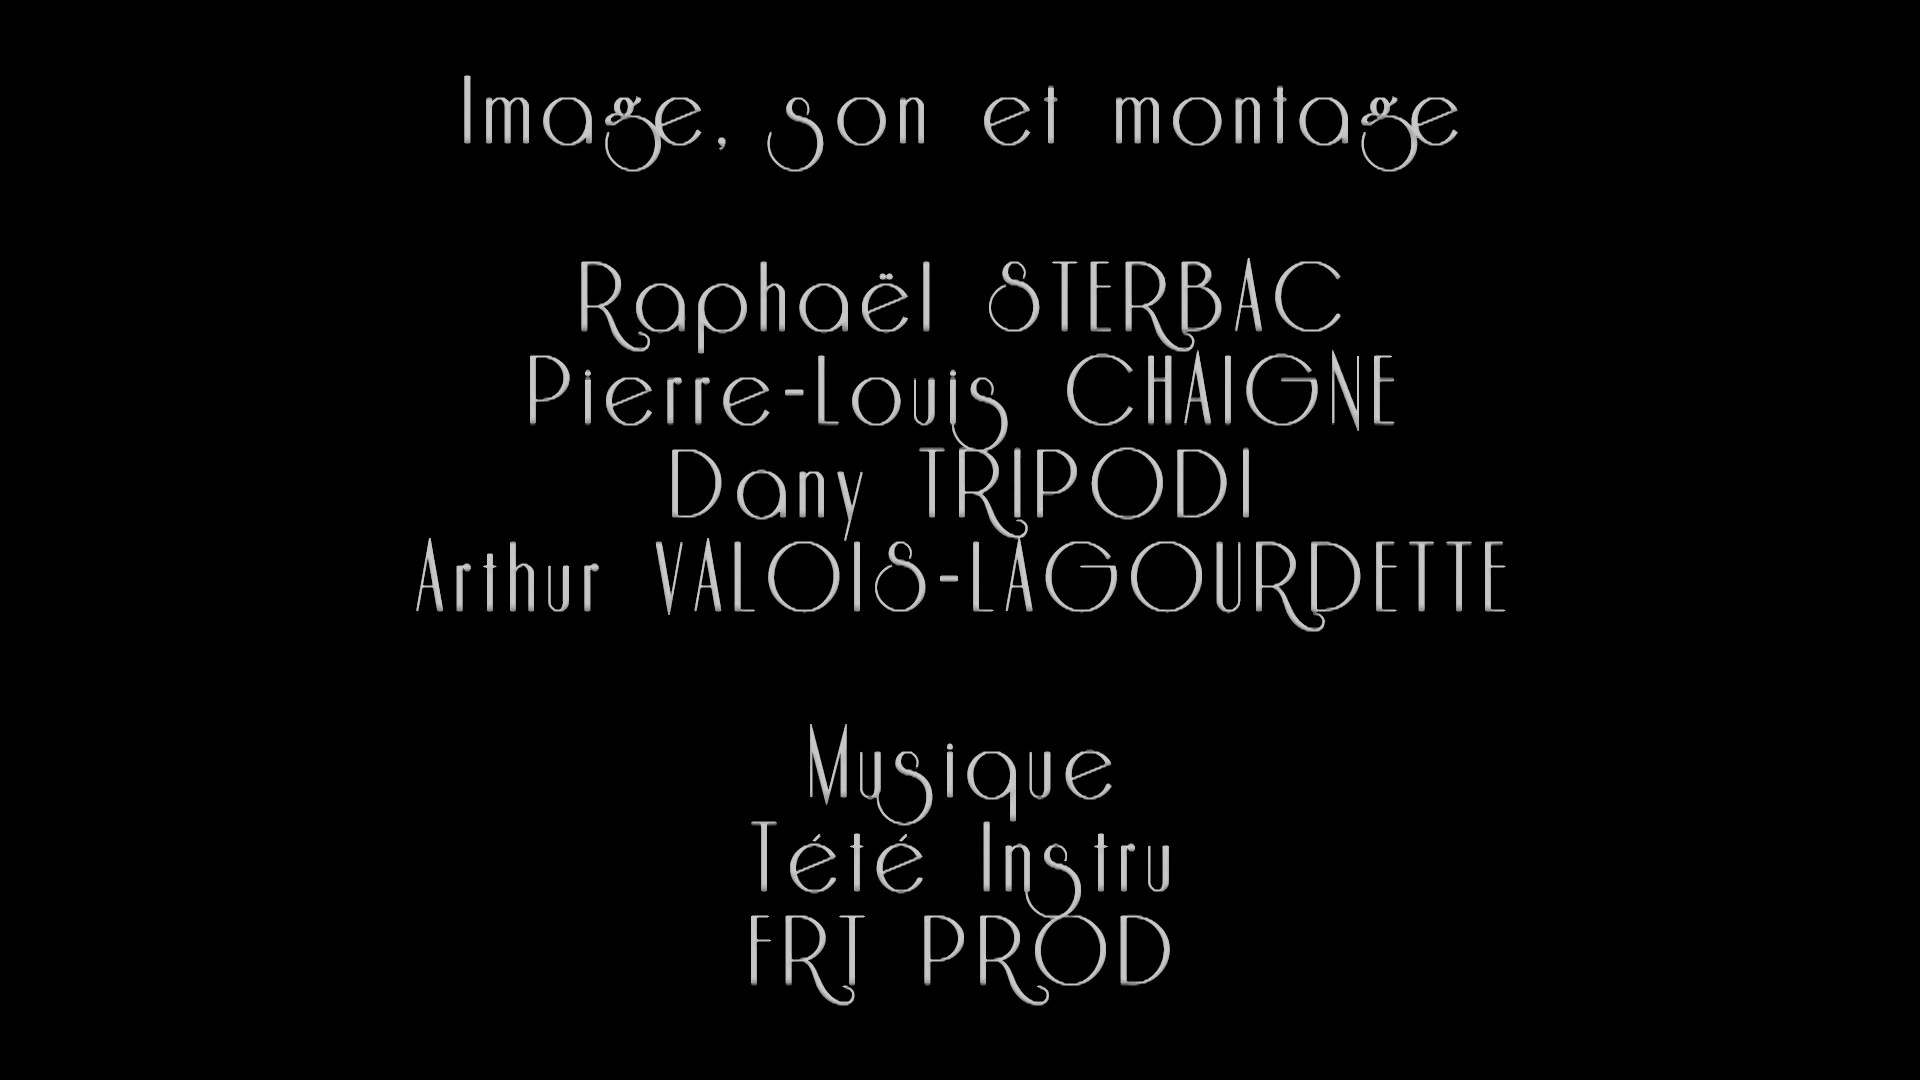 Image, son et montage
Raphaël STERBAC
Pierre-Louis CHAIGNE
Dany TRIPODI
Arthur VALOIS-LAGOURDETTE
Musique
Tété Instru
FRT PROD